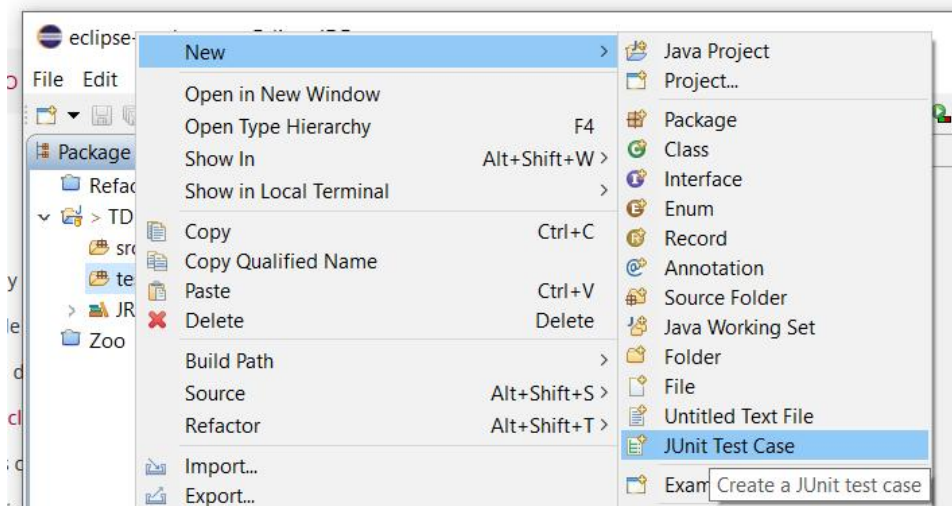 eclipse-
File Edit
Package
Refac
> TD
src
te
JR
Zoo
New
Open in New Window
Open Type Hierarchy F4
Show In Alt+Shift+W >
Show in Local Terminal
Copy Ctrl+C
Copy Qualified Name
Paste Ctrl+V
Delete Delete
Build Path
Source Alt+Shift+S >
Refactor Alt+Shift+T >
Import...
Export...
Java Project
Project...
Package
Class
Interface
Enum
Record
Annotation
Source Folder
Java Working Set
Folder
File
Untitled Text File
JUnit Test Case
Exam
Create a JUnit test case